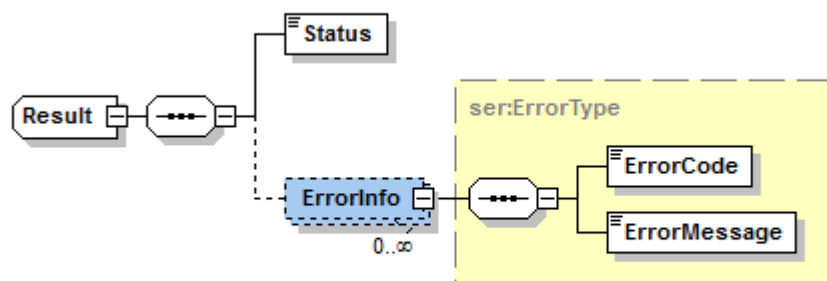 Status
Result
ser:ErrorType
ErrorCode
ErrorInfo
0..∞
ErrorMessage